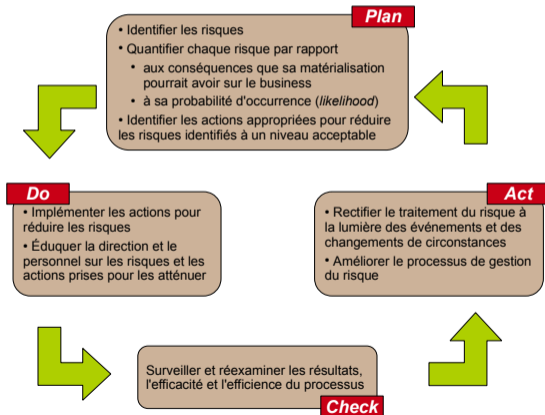 Plan
• Identifier les risques
• Quantifier chaque risque par rapport
• aux conséquences que sa matérialisation
pourrait avoir sur le business
• à sa probabilité d'occurrence (likelihood)
• Identifier les actions appropriées pour réduire
les risques identifiés à un niveau acceptable
Do
• Implémenter les actions pour
réduire les risques
• Éduquer la direction et le
personnel sur les risques et les
actions prises pour les atténuer
Act
• Rectifier le traitement du risque à
la lumière des événements et des
changements de circonstances
• Améliorer le processus de gestion
du risque
Surveiller et réexaminer les résultats,
l'efficacité et l'efficience du processus
Check